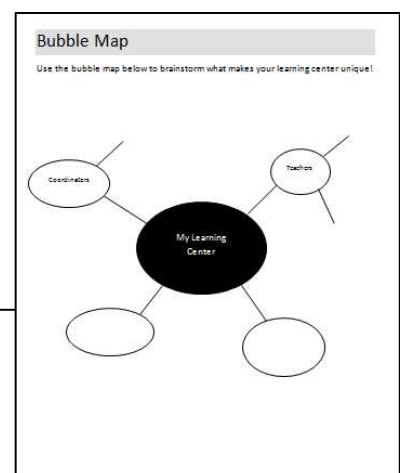 Bubble Map
Use the bubble map below to brainstorm what makes your learning center unique!
Coordinators
Teachers
My Learning
Center